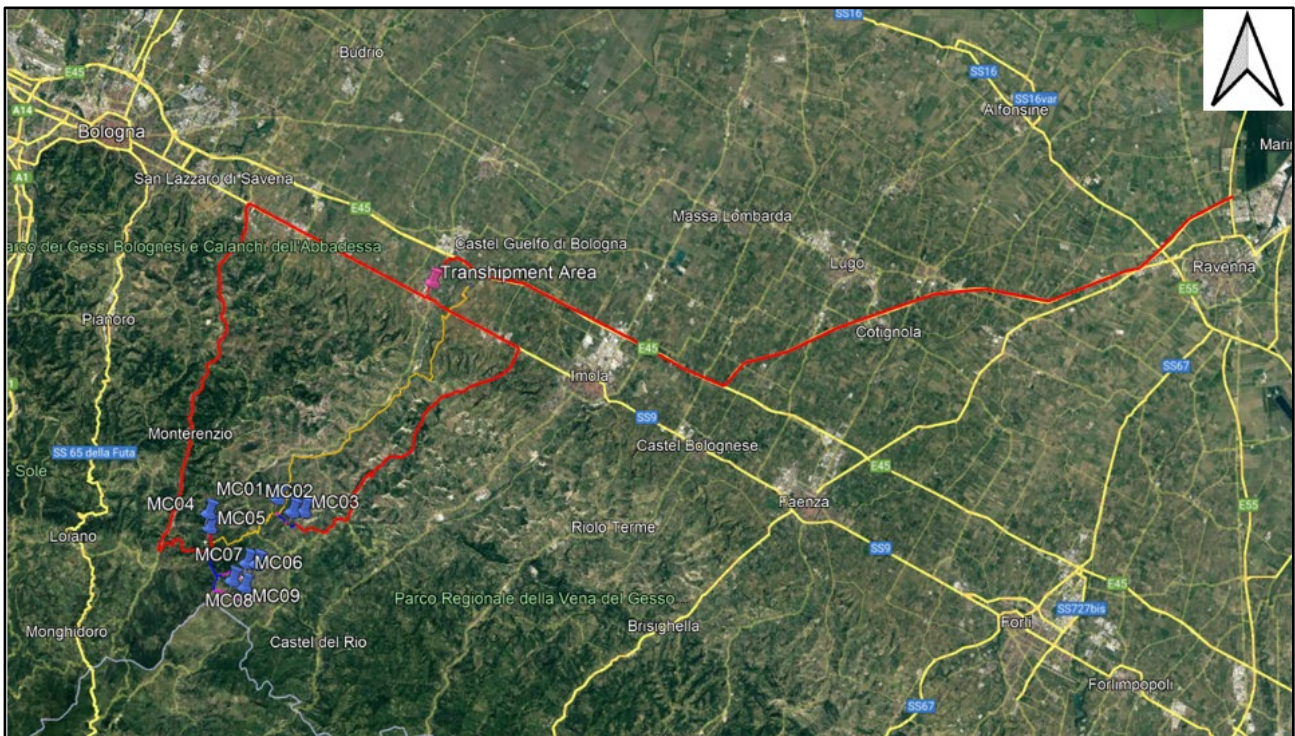 SS16
Budrio
E45
SS16
SS16var
Alfonsine
A14
Bologna
Marin
A1
San Lazzaro di Savena
E45
Massa Lombarda
arco dei Gessi Bolognesi e Calanchi dell'Abbadessa
Castel Guelfo di Bologna
Lugo
Ravenna
Transhipment Area
E55
Pianoro
Cotignola
E45
SS67
Imola
SS9
Monterenzio
Castel Bolognese
SS 65 della Futa
e Sole
E45
MC04
MC01
MC02
MC03
Faenza
E55
MC05
Riolo Terme
Loiano
SS9
MC07
MC06
E45
MC08
MC09
Parco Regionale della Vena del Gesso...
SS727bis
Monghidoro
Castel del Rio
Brisighella
Forlì
Forlimpopoli
SS67